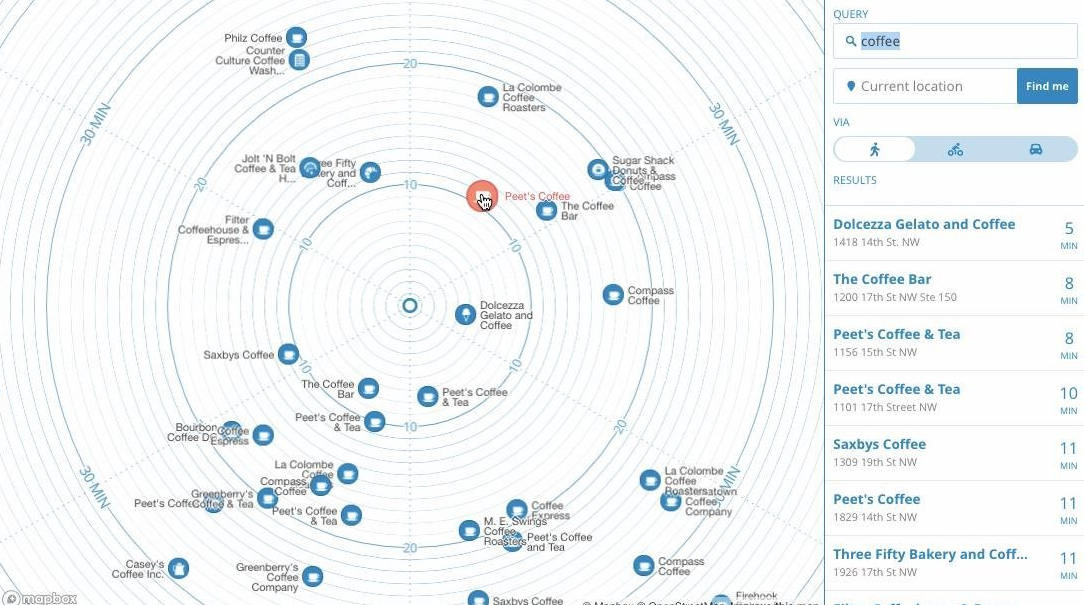 Philz Coffee
Counter
Culture Coffee
Wash...
20
La Colombe
Coffee
Roasters
30 MIN
30 MIN
Jolt 'N Bolt
Coffee & Tea
H...
Three Fifty
Bakery and
Coff...
20
10
Sugar Shack
Donuts &
Coffee
Compass
Coffee
Peet's Coffee
The Coffee
Bar
Filter
Coffeehouse &
Espres...
10
10
Compass
Coffee
Dolcezza
Gelato and
Coffee
Saxbys Coffee
10
10
The Coffee
Bar
Peet's Coffee
& Tea
Peet's Coffee
& Tea
10
20
Bourbon
Coffee DC
Coffee
Express
La Colombe
Coffee
Compass
Coffee
30 MIN
Greenberry's
Coffee & Tea
Peet's Coffee
Peet's Coffee
& Tea
La Colombe
Coffee
Roasters
Coffee
Company
MIN
Coffee
Express
M. E. Swings
Coffee
Roasters
Peet's Coffee
and Tea
20
Casey's
Coffee Inc.
Greenberry's
Coffee
Company
Compass
Coffee
Saxbys Coffee
Firehook
mapbox
© Mapbox © OpenStreetMap Improve this map
QUERY
coffee
Current location
Find me
VIA
RESULTS
Dolcezza Gelato and Coffee
1418 14th St. NW
5
MIN
The Coffee Bar
1200 17th St NW Ste 150
8
MIN
Peet's Coffee & Tea
1156 15th St NW
8
MIN
Peet's Coffee & Tea
1101 17th Street NW
10
MIN
Saxbys Coffee
1309 19th St NW
11
MIN
Peet's Coffee
1829 14th St NW
11
MIN
Three Fifty Bakery and Coff...
1926 17th St NW
11
MIN